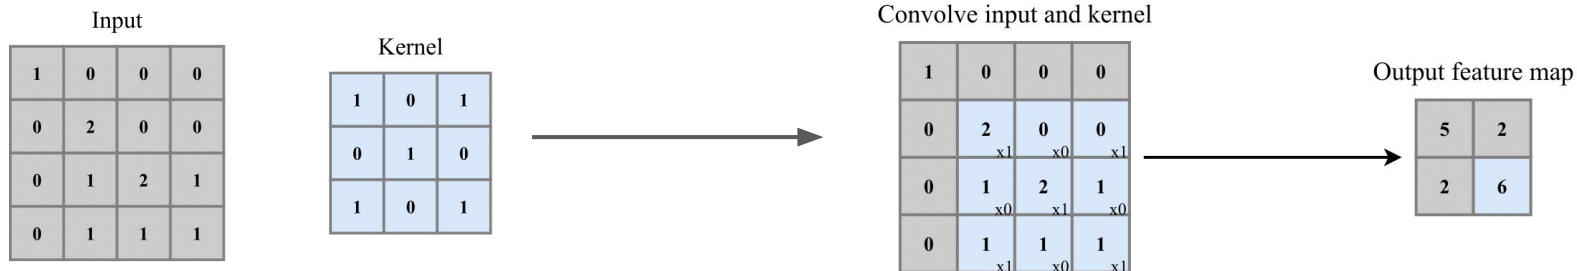 Input
1 0 0 0
0 2 0 0
0 1 2 1
0 1 1 1
Kernel
1 0 1
0 1 0
1 0 1
Convolve input and kernel
1 0 0 0
0 2 0 0
x1 x0 x1
0 1 2 1
x0 x1 x0
0 1 1 1
x1 x0 x1
Output feature map
5 2
2 6